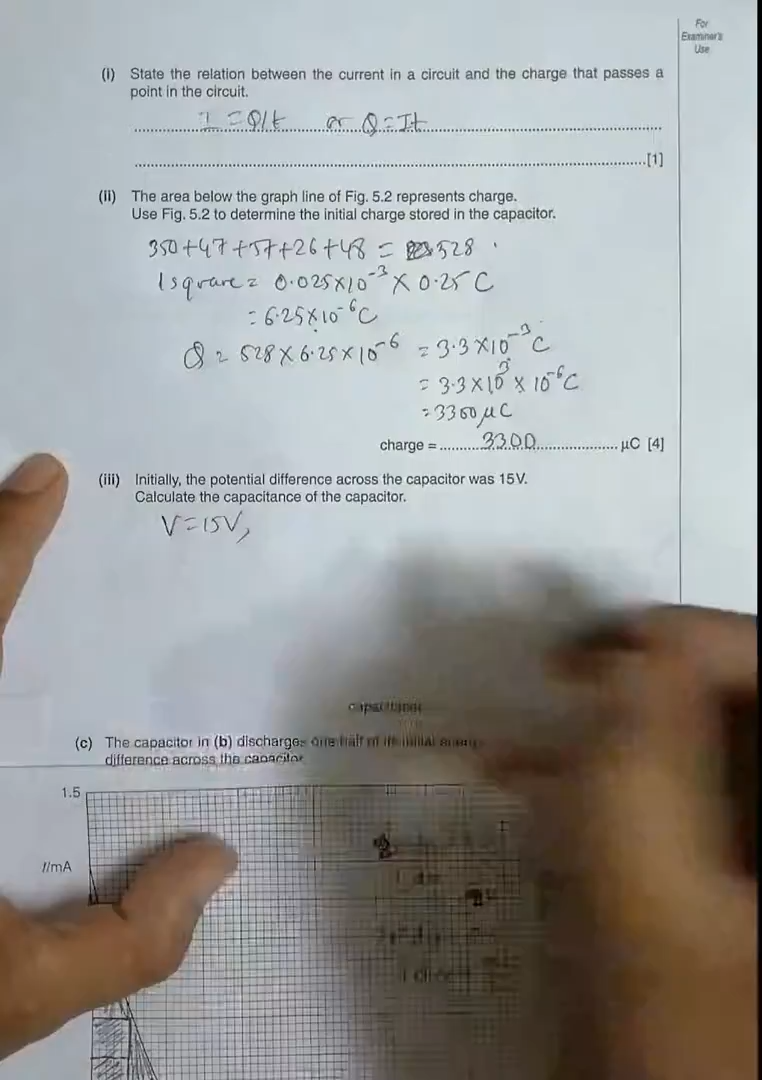 For
Examiner's
Use
(i) State the relation between the current in a circuit and the charge that passes a
point in the circuit.
I = Q/t or Q = It
[1]
(ii) The area below the graph line of Fig. 5.2 represents charge.
Use Fig. 5.2 to determine the initial charge stored in the capacitor.
350+47+57+26+48 = 528
1 square = 0.025×10⁻³ × 0.25 C
= 6.25×10⁻⁶ C
Q = 528 × 6.25 × 10⁻⁶ = 3.3×10⁻³ C
= 3.3×10³ × 10⁻⁶ C
= 3300 μC
charge = 3300 μC [4]
(iii) Initially, the potential difference across the capacitor was 15V.
Calculate the capacitance of the capacitor.
V=15V,
(c) The capacitor in (b) discharges one half of its initial
difference across the capacitor
1.5
I/mA